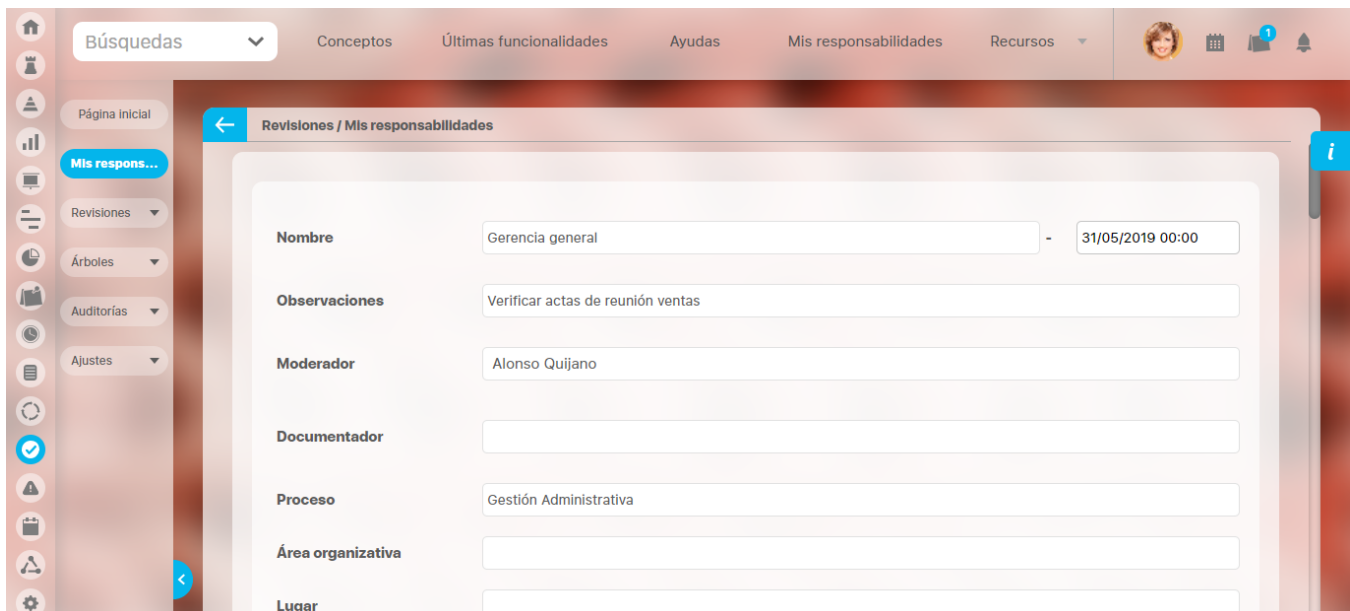 Búsquedas
Conceptos
Últimas funcionalidades
Ayudas
Mis responsabilidades
Recursos
1
Página inicial
Mis respons...
Revisiones
Árboles
Auditorías
Ajustes
Revisiones / Mis responsabilidades
i
Nombre
Gerencia general
-
31/05/2019 00:00
Observaciones
Verificar actas de reunión ventas
Moderador
Alonso Quijano
Documentador
Proceso
Gestión Administrativa
Área organizativa
Lugar